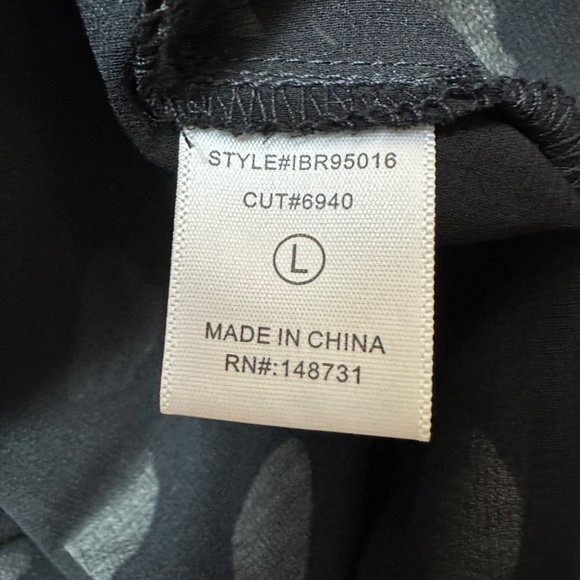 STYLE#IBR95016
CUT#6940
L
MADE IN CHINA
RN#:148731